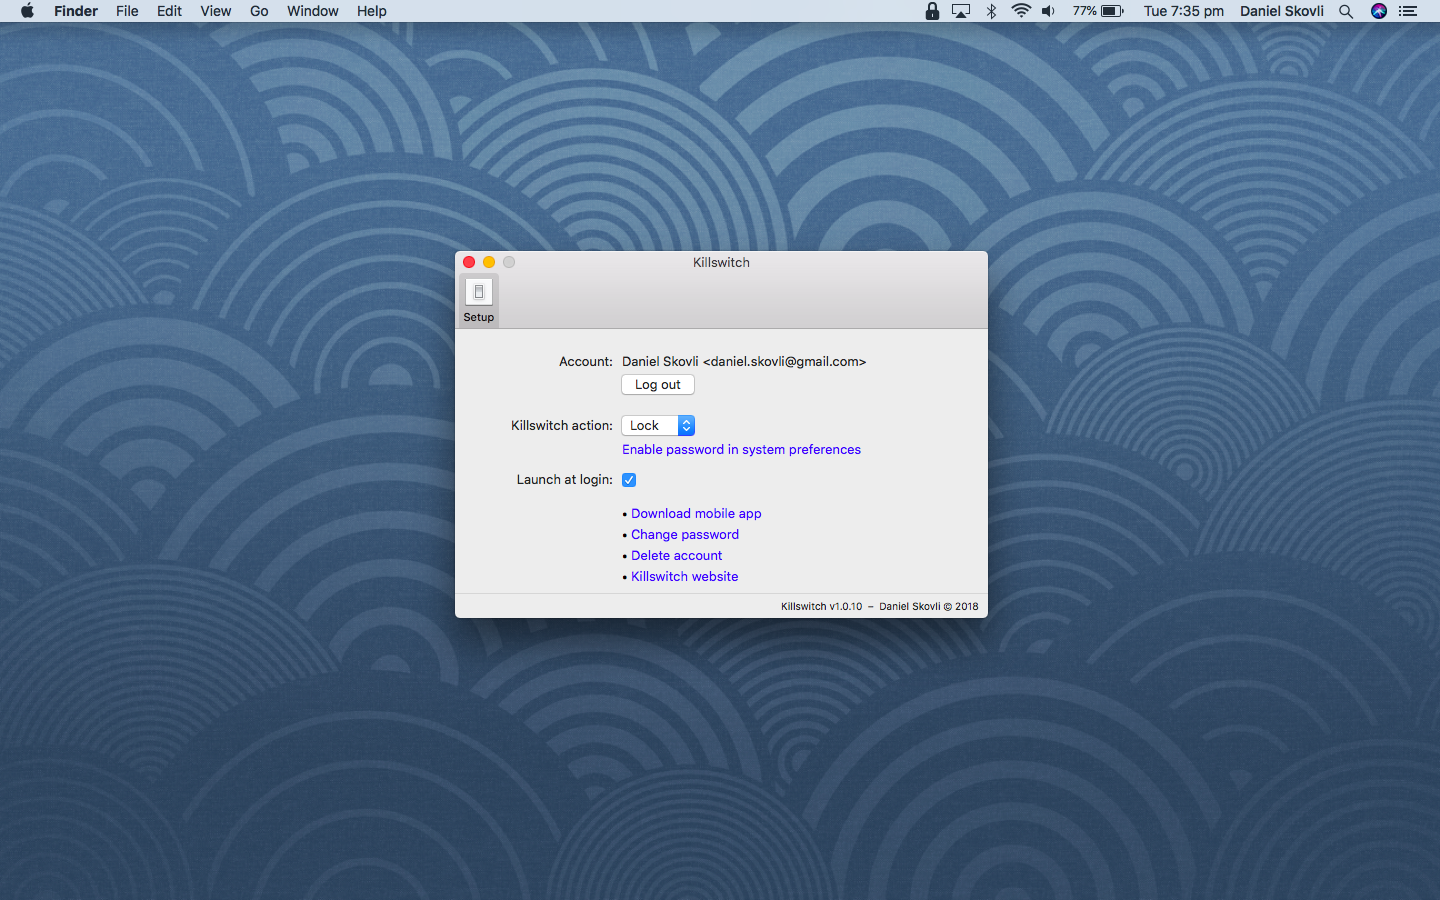 Finder File Edit View Go Window Help 77% Tue 7:35 pm Daniel Skovli
Killswitch
Setup
Account: Daniel Skovli <daniel.skovli@gmail.com>
Log out
Killswitch action: Lock
Enable password in system preferences
Launch at login:
• Download mobile app
• Change password
• Delete account
• Killswitch website
Killswitch v1.0.10 – Daniel Skovli © 2018